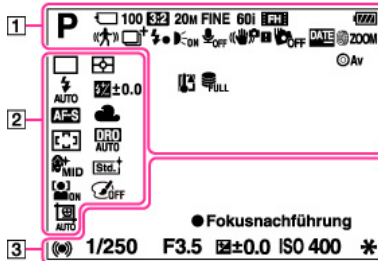 1
P 100 3:2 20M FINE 60i FH
ON OFF OFF DATE ZOOM
Av
2
AUTO ±0.0
FULL
AF-S
DRO
AUTO
MID Std.
ON OFF
AUTO
Fokusnachführung
3
1/250 F3.5 ±0.0 ISO 400